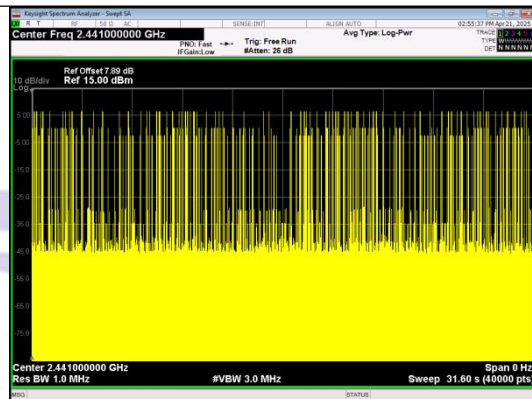 Keysight Spectrum Analyzer - Swept SA
R T RF 50 Ω AC SENSE:INT ALIGN AUTO 02:55:37 PM Apr 21, 2025
Center Freq 2.441000000 GHz
PNO: Fast
IFGain:Low
Trig: Free Run
#Atten: 26 dB
Avg Type: Log-Pwr
TRACE 1 2 3 4 5
TYPE W
DET N N N N N
Ref Offset 7.89 dB
10 dB/div Ref 15.00 dBm
Log
5.00
-5.00
-15.0
-25.0
-35.0
-45.0
-55.0
-65.0
-75.0
Center 2.441000000 GHz Span 0 Hz
Res BW 1.0 MHz #VBW 3.0 MHz Sweep 31.60 s (40000 pts)
MSG STATUS